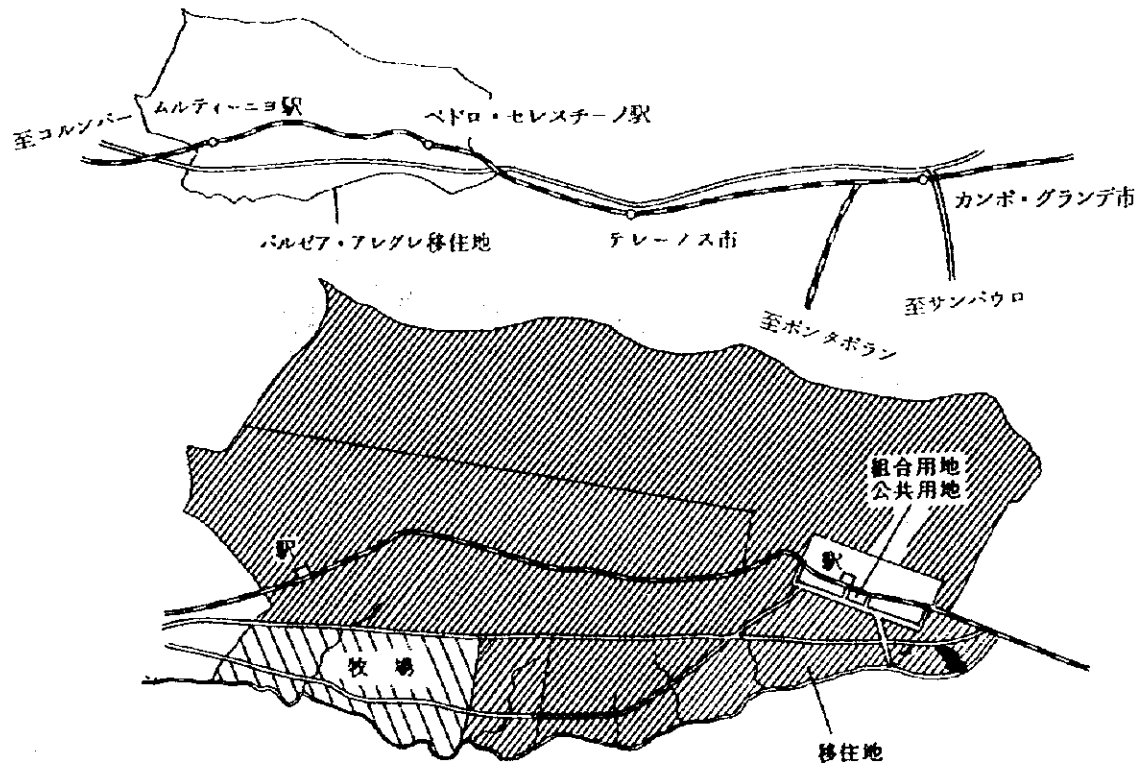 至コルンバー
ムルティーニヨ駅
ペドロ・セレスチーノ駅
カンポ・グランデ市
バルゼア・アレグレ移住地
テレーノス市
至サンパウロ
至ポンタポラン
組合用地
公共用地
駅
駅
牧場
移住地